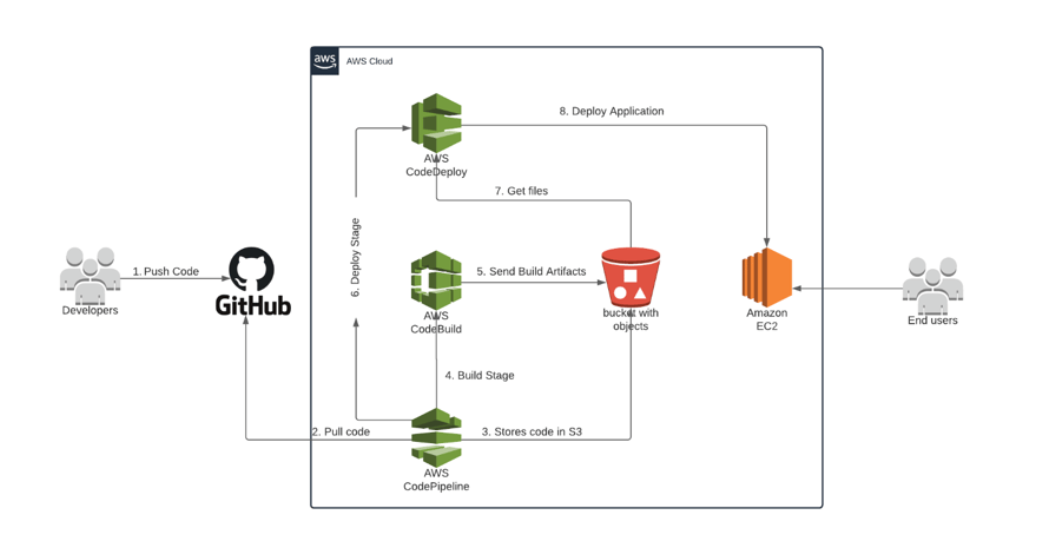 aws
AWS Cloud
8. Deploy Application
AWS
CodeDeploy
7. Get files
6. Deploy Stage
1. Push Code
5. Send Build Artifacts
GitHub
Developers
AWS
CodeBuild
bucket with
objects
Amazon
EC2
End users
4. Build Stage
2. Pull code
3. Stores code in S3
AWS
CodePipeline